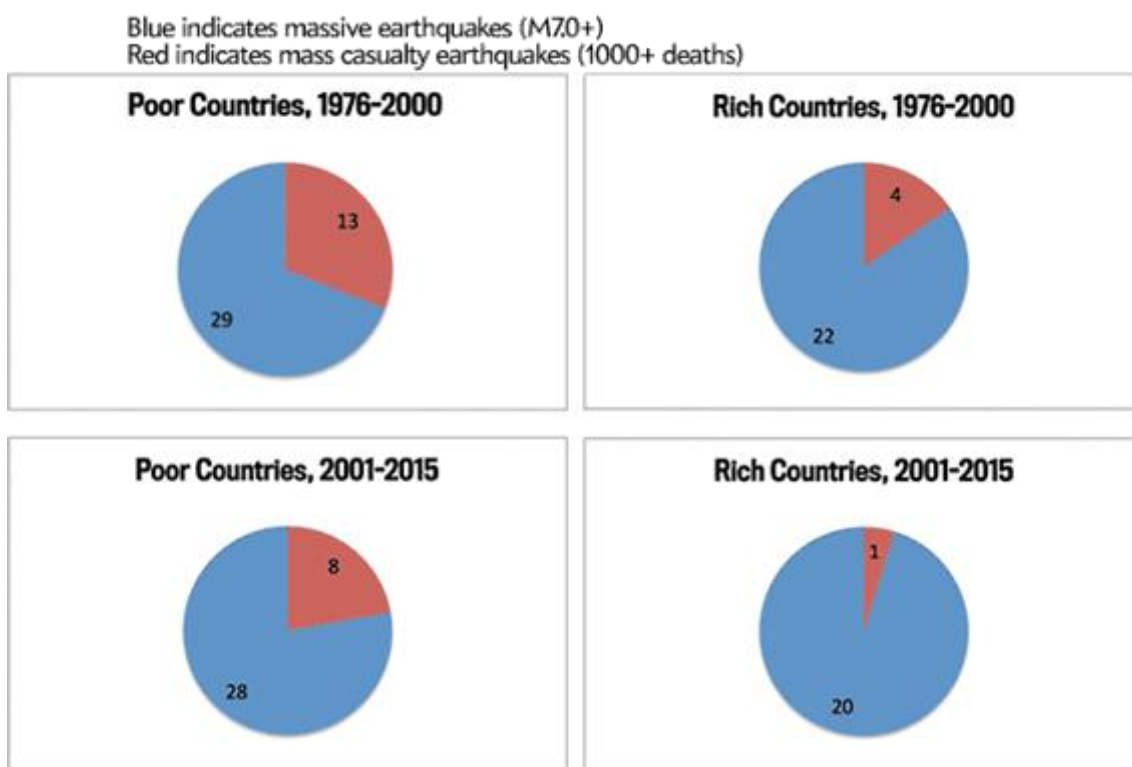 Blue indicates massive earthquakes (M7.0+)
Red indicates mass casualty earthquakes (1000+ deaths)
Poor Countries, 1976-2000
13
29
Rich Countries, 1976-2000
4
22
Poor Countries, 2001-2015
8
28
Rich Countries, 2001-2015
1
20